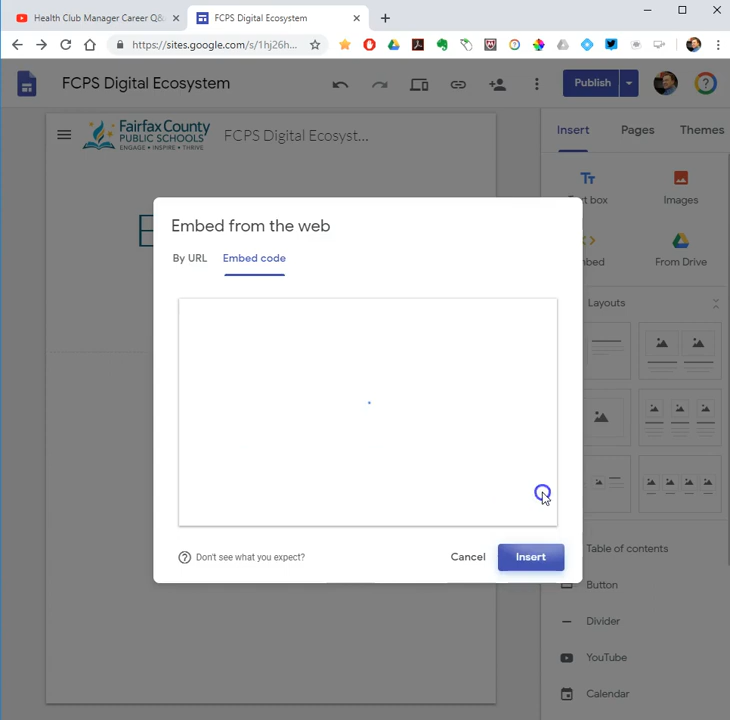 Health Club Manager Career Q&
FCPS Digital Ecosystem
https://sites.google.com/s/1hj26h...
FCPS Digital Ecosystem
Publish
Fairfax County
PUBLIC SCHOOLS
ENGAGE • INSPIRE • THRIVE
FCPS Digital Ecosyst...
Insert
Pages
Themes
Images
From Drive
Layouts
Embed from the web
By URL
Embed code
Don't see what you expect?
Cancel
Insert
Table of contents
Button
Divider
YouTube
Calendar